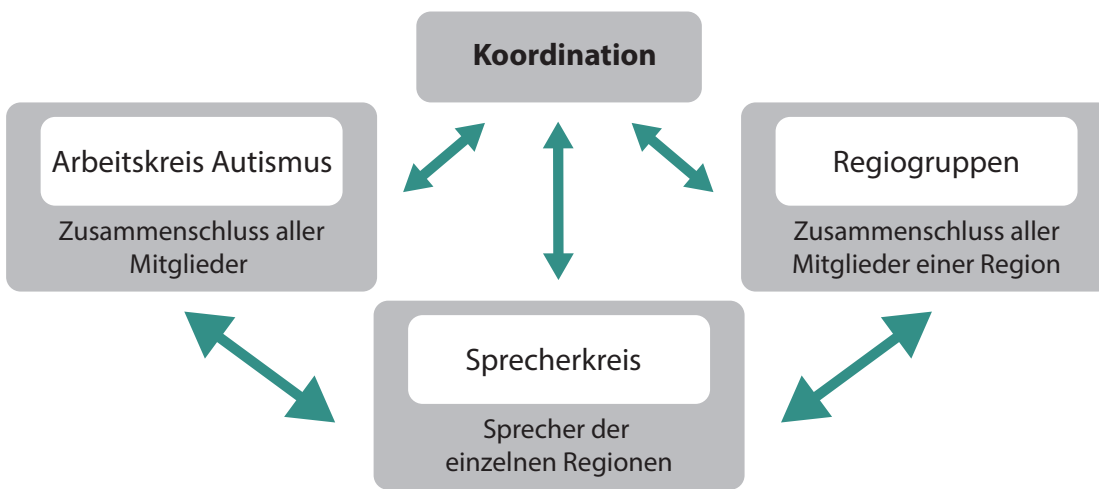 Koordination
Arbeitskreis Autismus
Zusammenschluss aller
Mitglieder
Regiogruppen
Zusammenschluss aller
Mitglieder einer Region
Sprecherkreis
Sprecher der
einzelnen Regionen